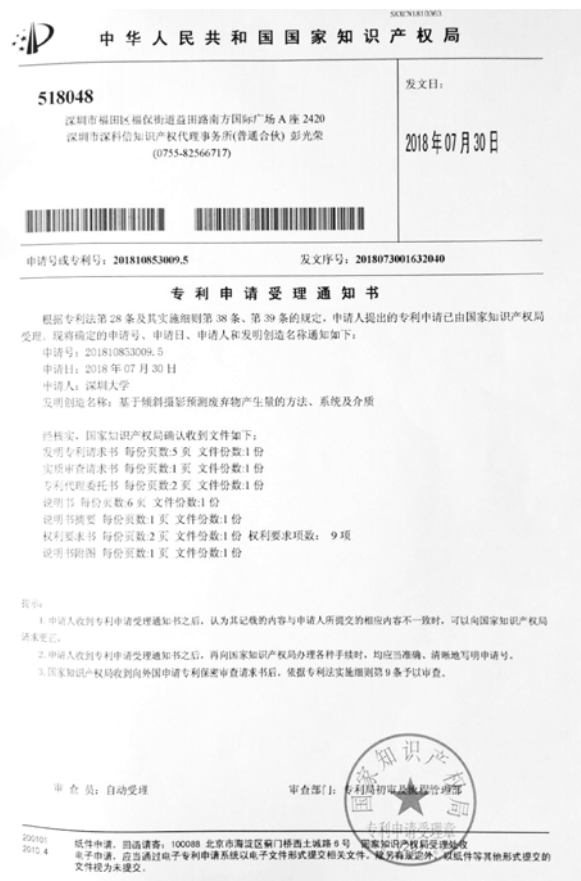 SZXCN1810363
中华人民共和国国家知识产权局
518048
深圳市福田区福保街道益田路南方国际广场 A 座 2420
深圳市深科信知识产权代理事务所(普通合伙) 彭光荣
(0755-82566717)
发文日：
2018 年 07 月 30 日
申请号或专利号：201810853009.5
发文序号：2018073001632040
专利申请受理通知书
根据专利法第 28 条及其实施细则第 38 条、第 39 条的规定，申请人提出的专利申请已由国家知识产权局
受理。现将确定的申请号、申请日、申请人和发明创造名称通知如下：
申请号：201810853009.5
申请日：2018 年 07 月 30 日
申请人：深圳大学
发明创造名称：基于倾斜摄影预测废弃物产生量的方法、系统及介质
经核实，国家知识产权局确认收到文件如下：
发明专利请求书 每份页数:5 页 文件份数:1 份
实质审查请求书 每份页数:1 页 文件份数:1 份
专利代理委托书 每份页数:2 页 文件份数:1 份
说明书 每份页数:6 页 文件份数:1 份
说明书摘要 每份页数:1 页 文件份数:1 份
权利要求书 每份页数:2 页 文件份数:1 份 权利要求项数： 9 项
说明书附图 每份页数:1 页 文件份数:1 份
提示：
1.申请人收到专利申请受理通知书之后，认为其记载的内容与申请人所提交的相应内容不一致时，可以向国家知识产权局
请求更正。
2.申请人收到专利申请受理通知书之后，再向国家知识产权局办理各种手续时，均应当准确、清晰地写明申请号。
3.国家知识产权局收到向外国申请专利保密审查请求书后，依据专利法实施细则第 9 条予以审查。
审 查 员：自动受理
审查部门：专利局初审及流程管理部
国家知识产权局
专利申请受理章
200101
2010.4
纸件申请，回函请寄：100088 北京市海淀区蓟门桥西土城路 6 号 国家知识产权局受理处收
电子申请，应当通过电子专利申请系统以电子文件形式提交相关文件。除另有规定外，以纸件等其他形式提交的
文件视为未提交。